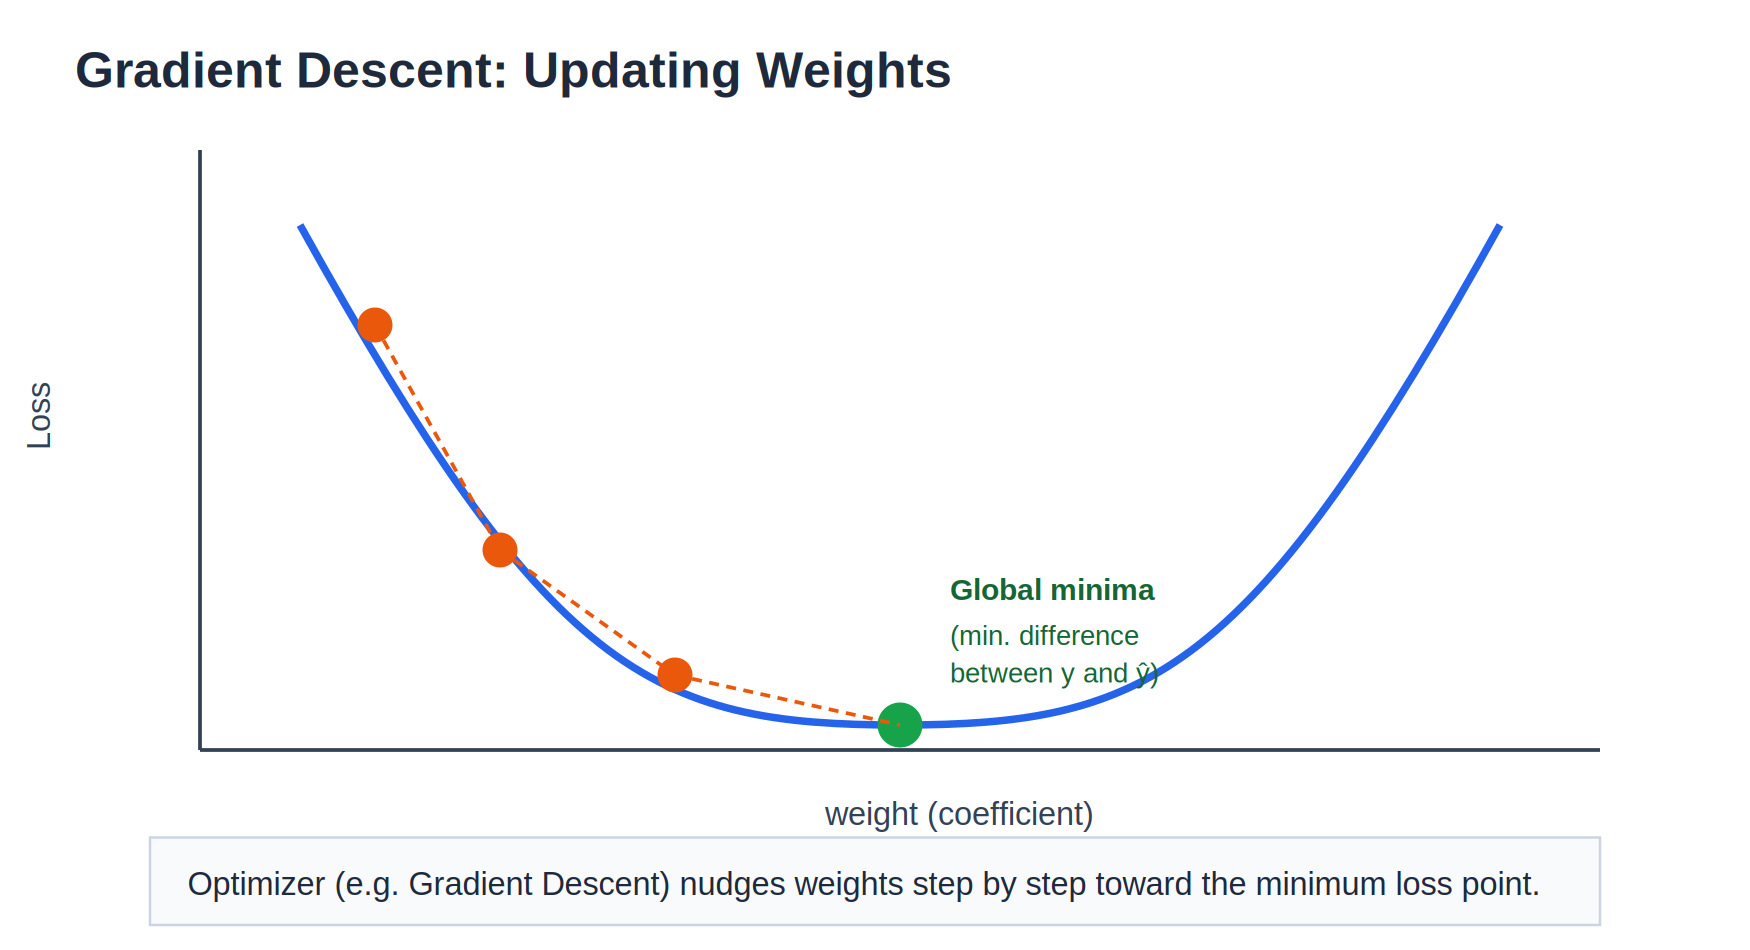 Gradient Descent: Updating Weights
Loss
Global minima
(min. difference
between y and ŷ)
weight (coefficient)
Optimizer (e.g. Gradient Descent) nudges weights step by step toward the minimum loss point.